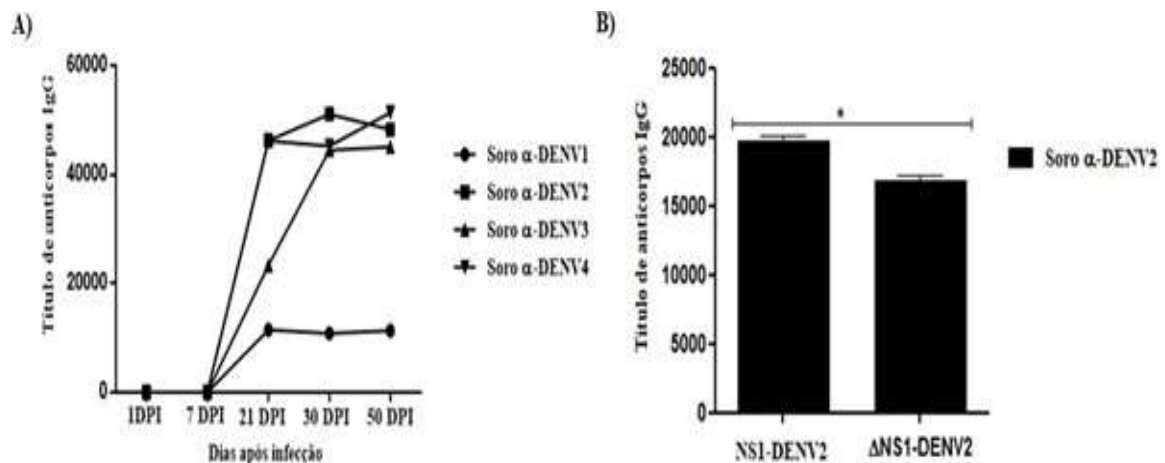 A)
Título de anticorpos IgG
60000
40000
20000
0
1DPI 7 DPI 21 DPI 30 DPI 50 DPI
Dias após infecção
Soro α-DENV1
Soro α-DENV2
Soro α-DENV3
Soro α-DENV4
B)
Título de anticorpos IgG
25000
20000
15000
10000
5000
0
*
NS1-DENV2 ΔNS1-DENV2
Soro α-DENV2